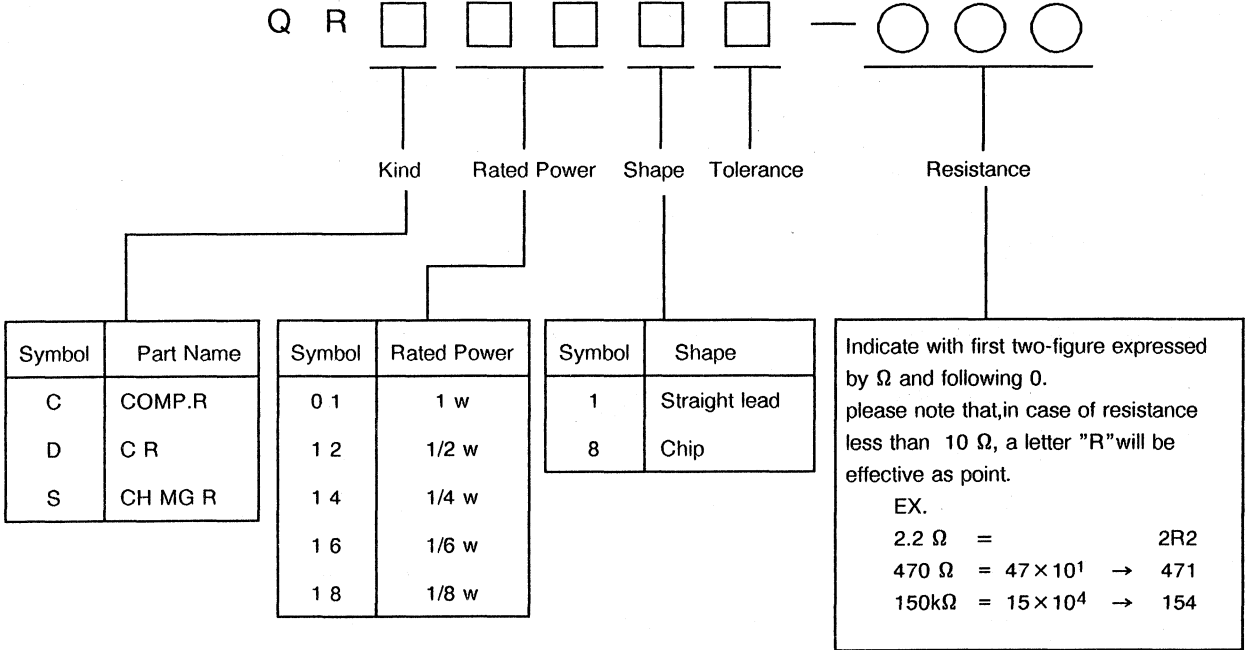 Q R □ □ □ □ □ — ○ ○ ○
Kind Rated Power Shape Tolerance Resistance
Symbol Part Name
C COMP.R
D C R
S CH MG R
Symbol Rated Power
0 1 1 w
1 2 1/2 w
1 4 1/4 w
1 6 1/6 w
1 8 1/8 w
Symbol Shape
1 Straight lead
8 Chip
Indicate with first two-figure expressed
by Ω and following 0.
please note that,in case of resistance
less than 10 Ω, a letter "R"will be
effective as point.
EX.
2.2 Ω = 2R2
470 Ω = 47×10¹ → 471
150kΩ = 15×10⁴ → 154